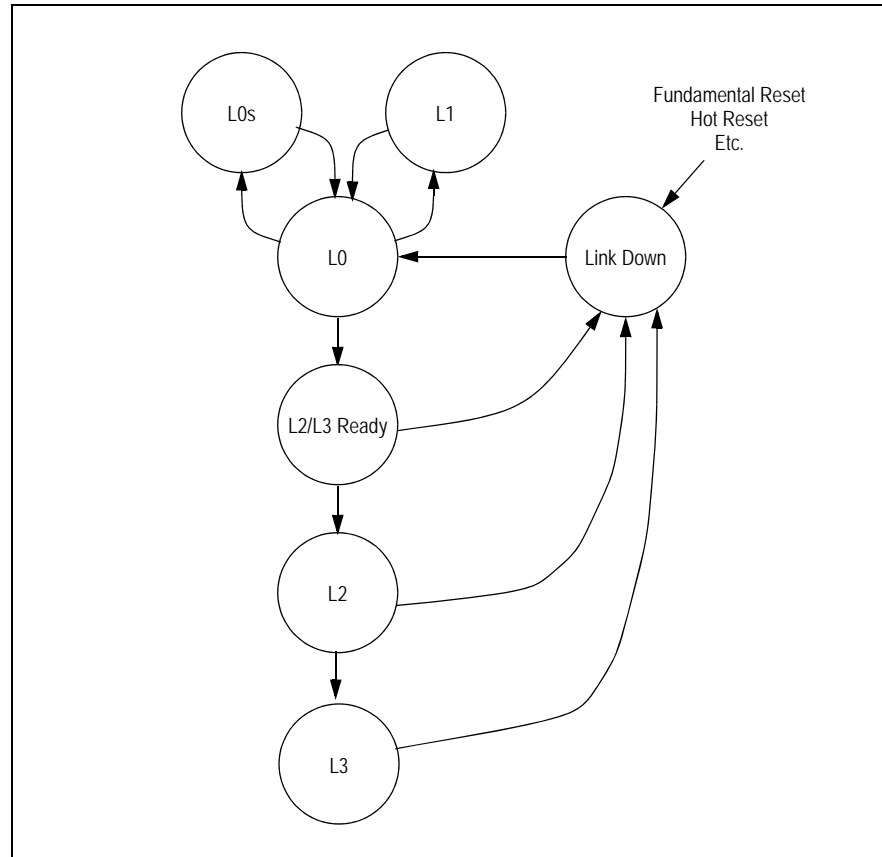 L0s
L1
Fundamental Reset
Hot Reset
Etc.
L0
Link Down
L2/L3 Ready
L2
L3